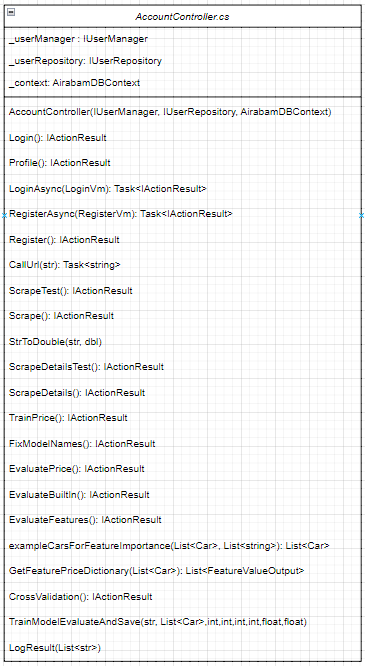 AccountController.cs
_userManager : IUserManager
_userRepository: IUserRepository
_context: AirabamDBContext
AccountController(IUserManager, IUserRepository, AirabamDBContext)
Login(): IActionResult
Profile(): IActionResult
LoginAsync(LoginVm): Task<IActionResult>
RegisterAsync(RegisterVm): Task<IActionResult>
Register(): IActionResult
CallUrl(str): Task<string>
ScrapeTest(): IActionResult
Scrape(): IActionResult
StrToDouble(str, dbl)
ScrapeDetailsTest(): IActionResult
ScrapeDetails(): IActionResult
TrainPrice(): IActionResult
FixModelNames(): IActionResult
EvaluatePrice(): IActionResult
EvaluateBuiltIn(): IActionResult
EvaluateFeatures(): IActionResult
exampleCarsForFeatureImportance(List<Car>, List<string>): List<Car>
GetFeaturePriceDictionary(List<Car>): List<FeatureValueOutput>
CrossValidation(): IActionResult
TrainModelEvaluateAndSave(str, List<Car>,int,int,int,int,float,float)
LogResult(List<str>)